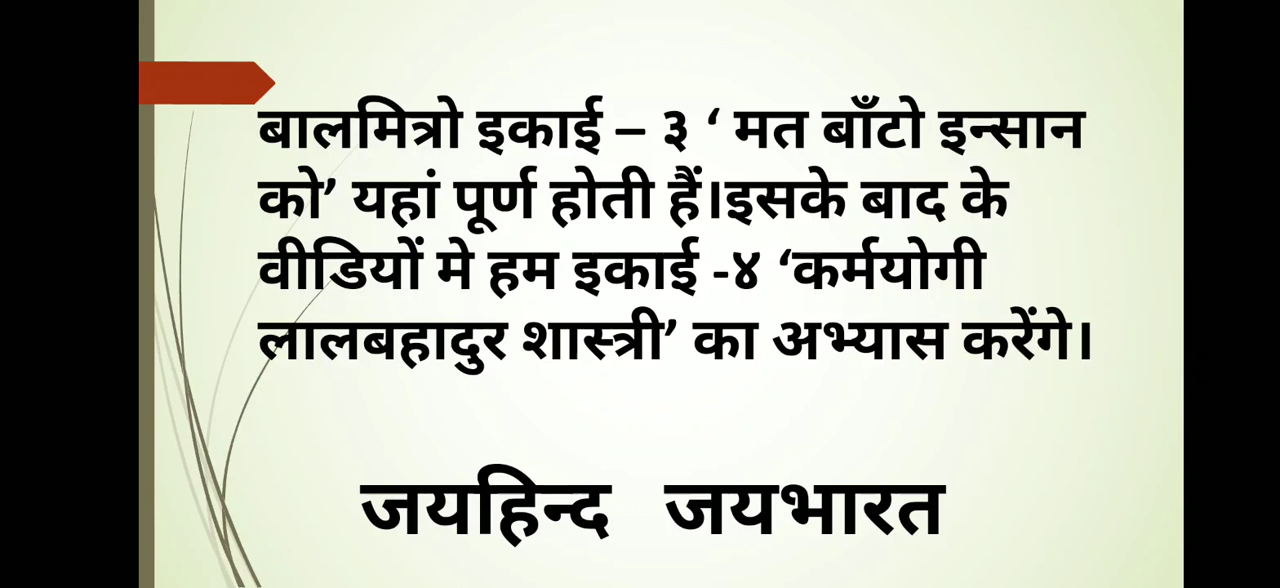 बालमित्रो इकाई – ३ ‘ मत बाँटो इन्सान
को’ यहां पूर्ण होती हैं।इसके बाद के
वीडियों मे हम इकाई -४ ‘कर्मयोगी
लालबहादुर शास्त्री’ का अभ्यास करेंगे।
जयहिन्द जयभारत